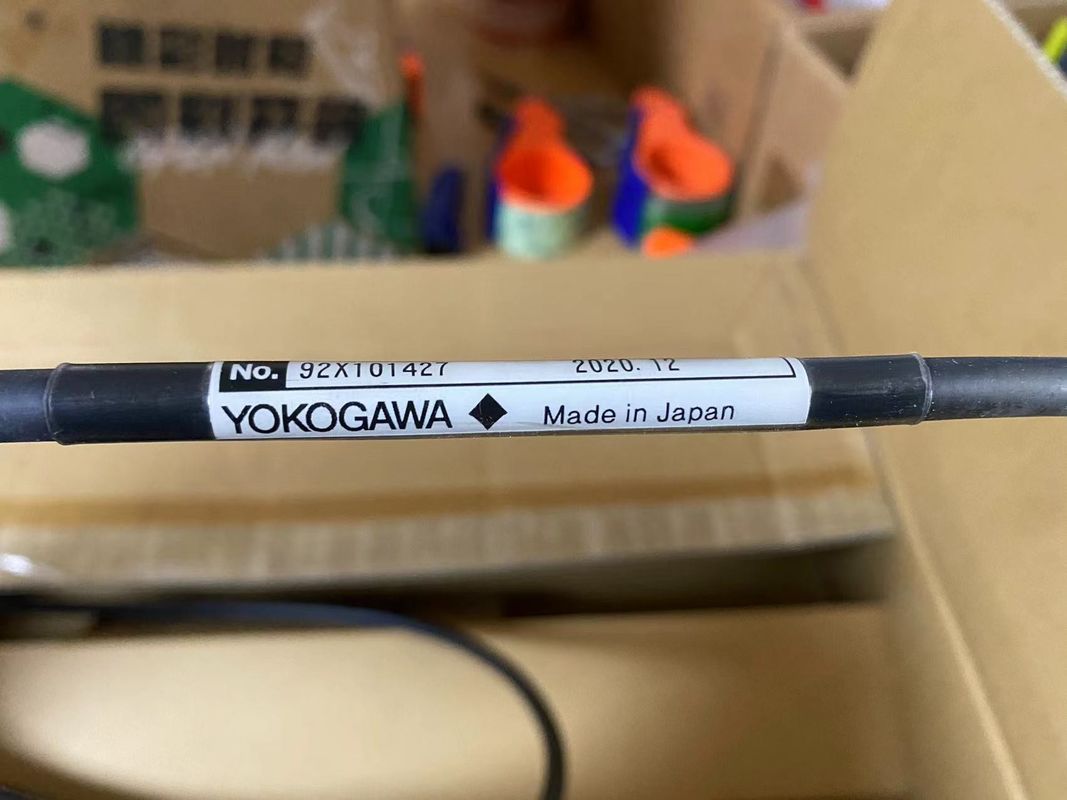 No. 92X101427 2020.12
YOKOGAWA ◆ Made in Japan